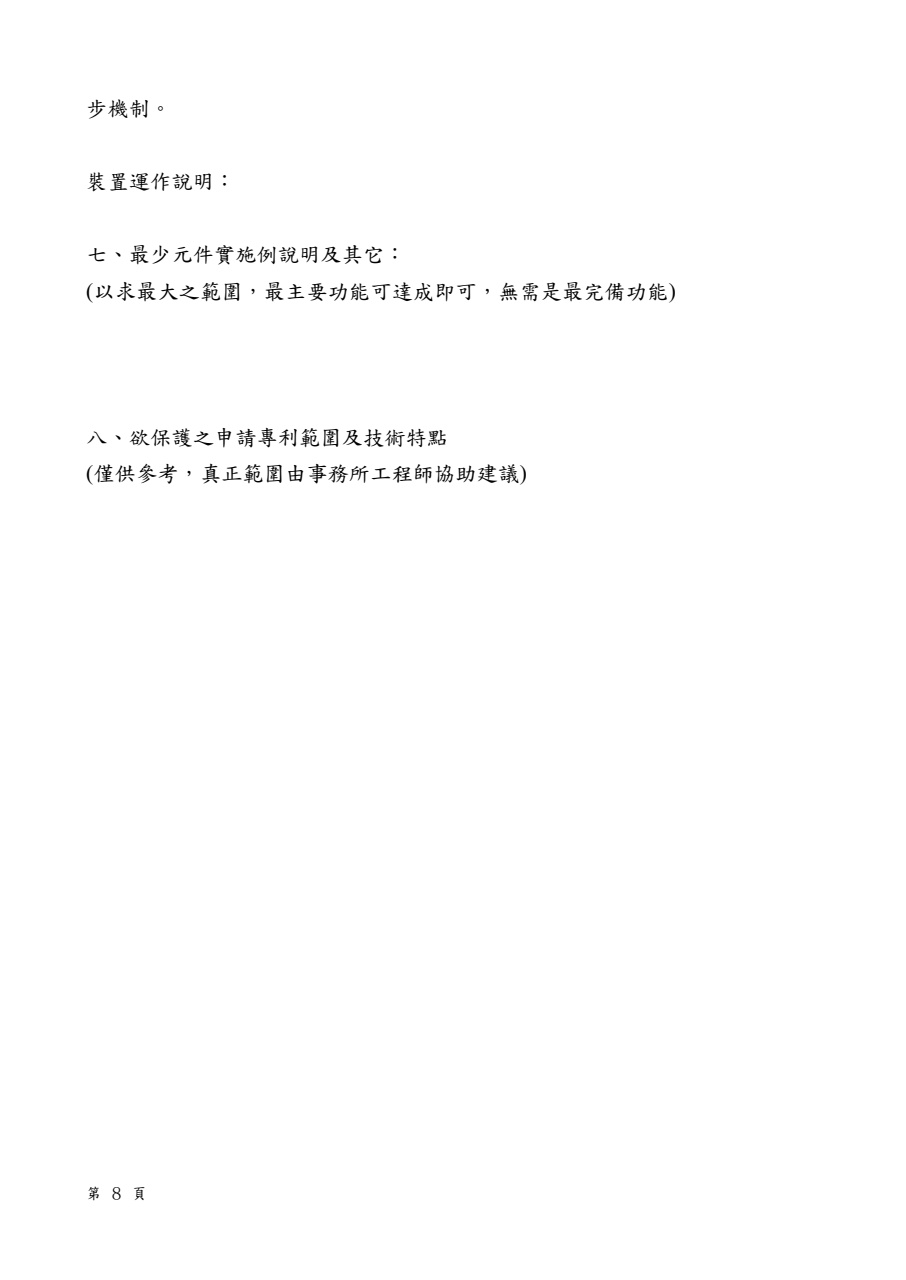 步機制。
裝置運作說明：
七、最少元件實施例說明及其它：
(以求最大之範圍，最主要功能可達成即可，無需是最完備功能)
八、欲保護之申請專利範圍及技術特點
(僅供參考，真正範圍由事務所工程師協助建議)
第 8 頁